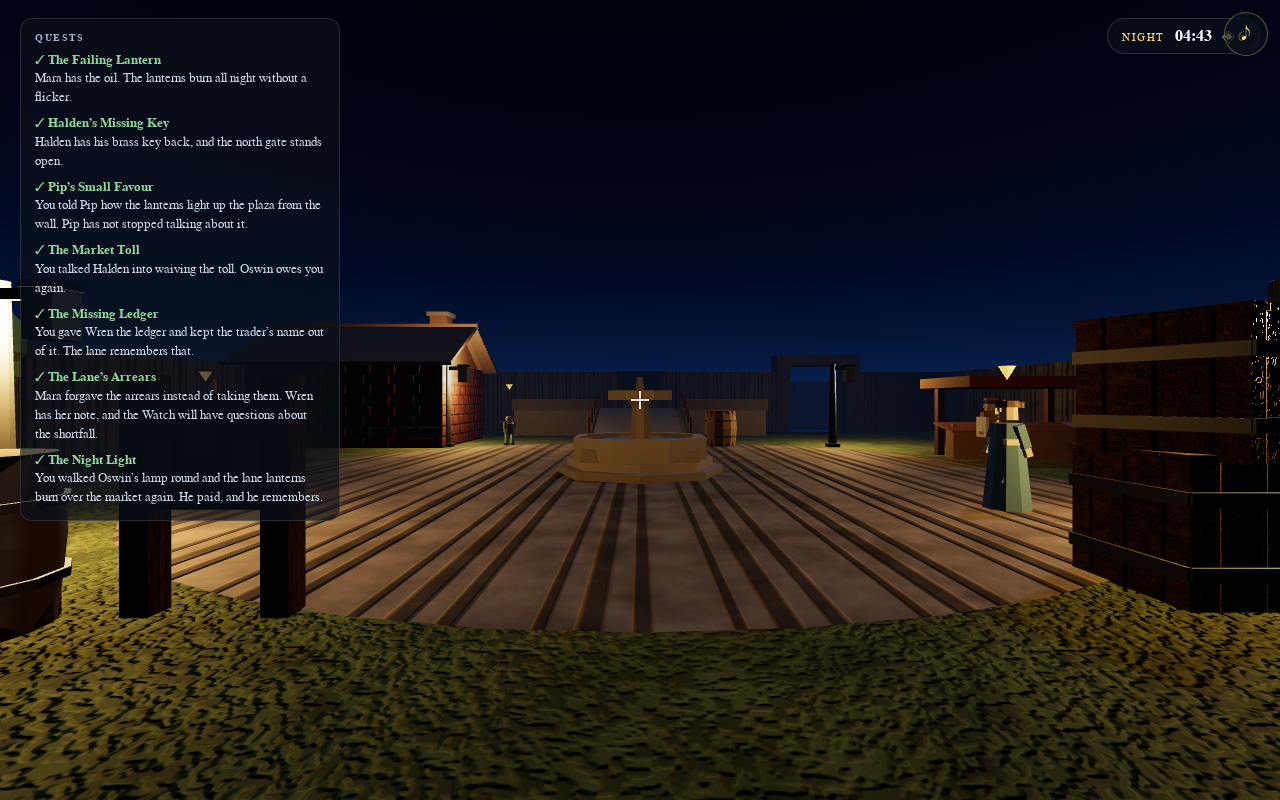 QUESTS
✓ The Failing Lantern
Mara has the oil. The lanterns burn all night without a
flicker.
✓ Halden's Missing Key
Halden has his brass key back, and the north gate stands
open.
✓ Pip's Small Favour
You told Pip how the lanterns light up the plaza from the
wall. Pip has not stopped talking about it.
✓ The Market Toll
You talked Halden into waiving the toll. Oswin owes you
again.
✓ The Missing Ledger
You gave Wren the ledger and kept the trader's name out
of it. The lane remembers that.
✓ The Lane's Arrears
Mara forgave the arrears instead of taking them. Wren
has her note, and the Watch will have questions about
the shortfall.
✓ The Night Light
You walked Oswin's lamp round and the lane lanterns
burn over the market again. He paid, and he remembers.
NIGHT 04:43